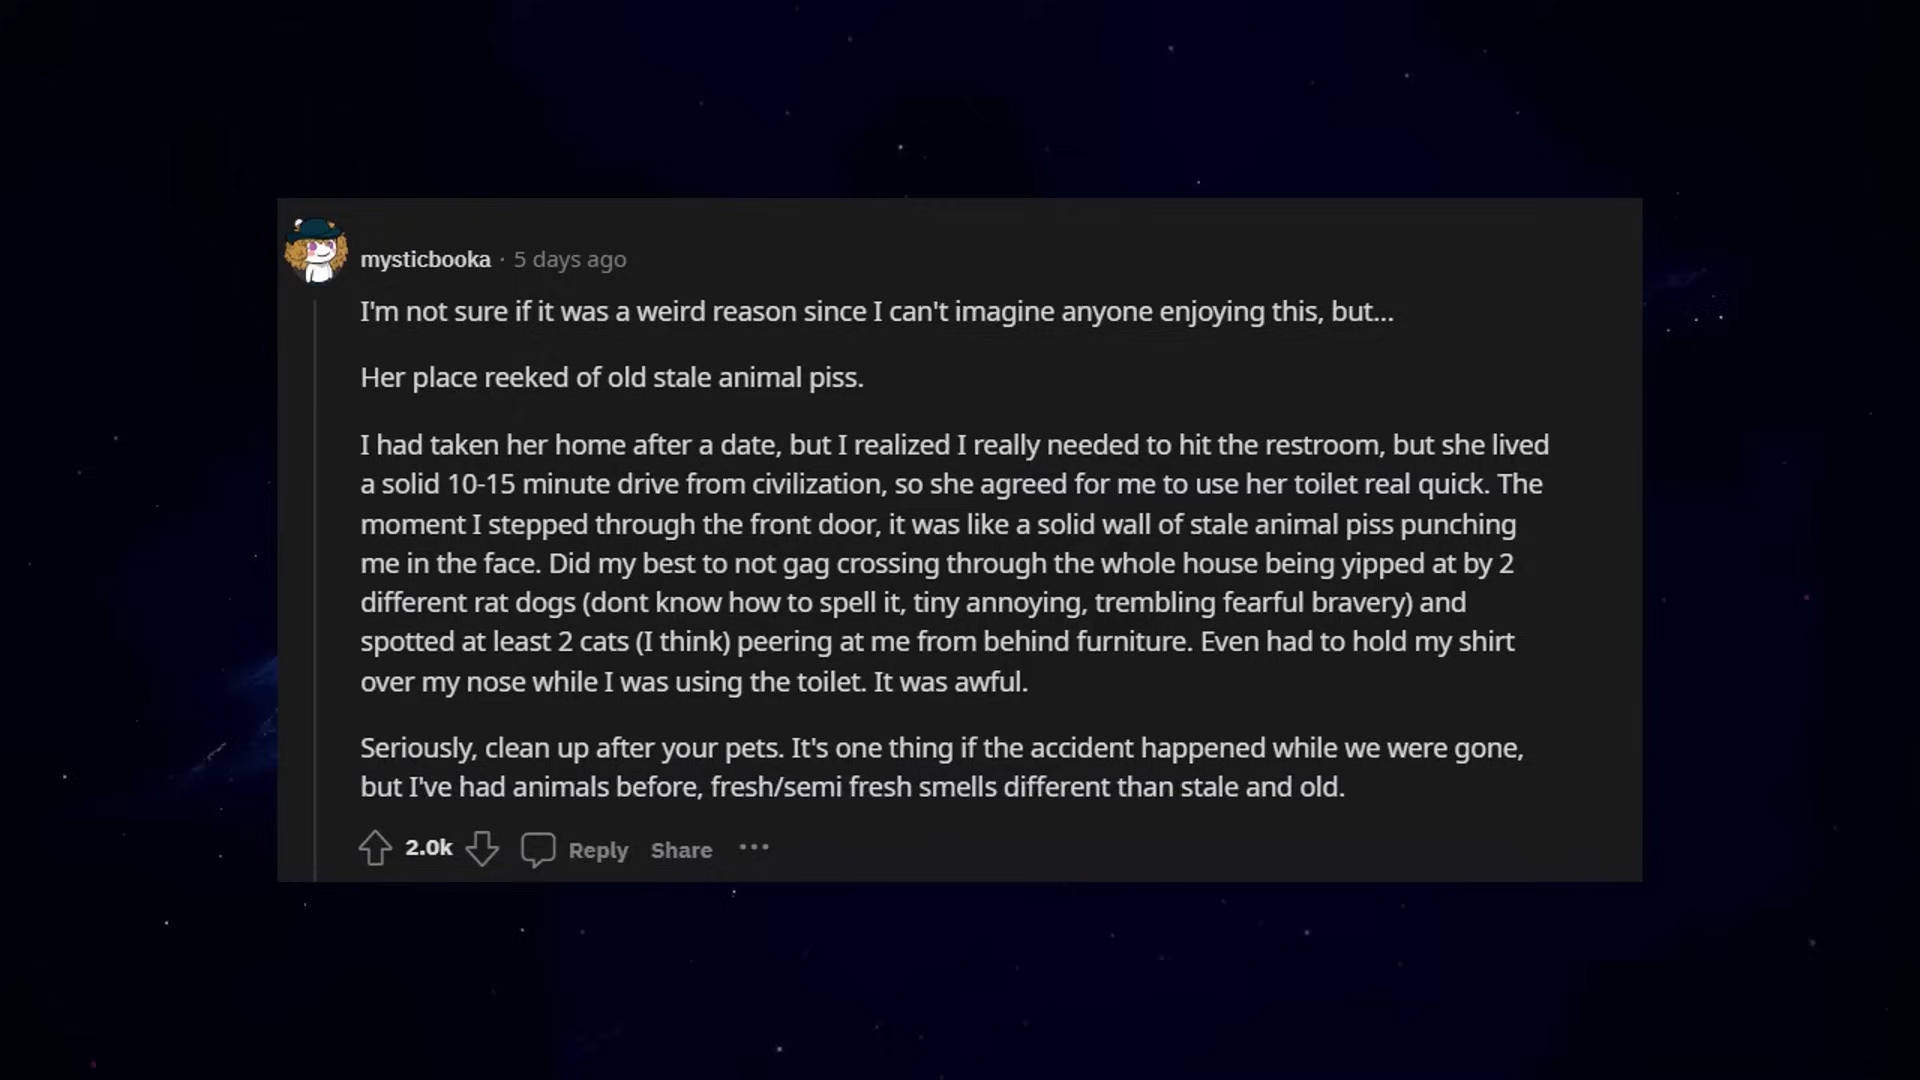 mysticbooka · 5 days ago
I'm not sure if it was a weird reason since I can't imagine anyone enjoying this, but...
Her place reeked of old stale animal piss.
I had taken her home after a date, but I realized I really needed to hit the restroom, but she lived
a solid 10-15 minute drive from civilization, so she agreed for me to use her toilet real quick. The
moment I stepped through the front door, it was like a solid wall of stale animal piss punching
me in the face. Did my best to not gag crossing through the whole house being yipped at by 2
different rat dogs (dont know how to spell it, tiny annoying, trembling fearful bravery) and
spotted at least 2 cats (I think) peering at me from behind furniture. Even had to hold my shirt
over my nose while I was using the toilet. It was awful.
Seriously, clean up after your pets. It's one thing if the accident happened while we were gone,
but I've had animals before, fresh/semi fresh smells different than stale and old.
2.0k Reply Share ···